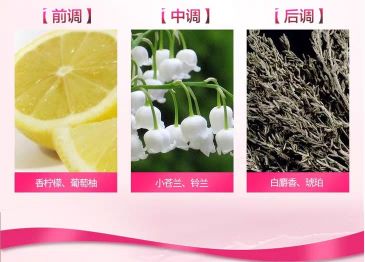 【前调】
【中调】
【后调】
香柠檬、葡萄柚
小苍兰、铃兰
白麝香、琥珀